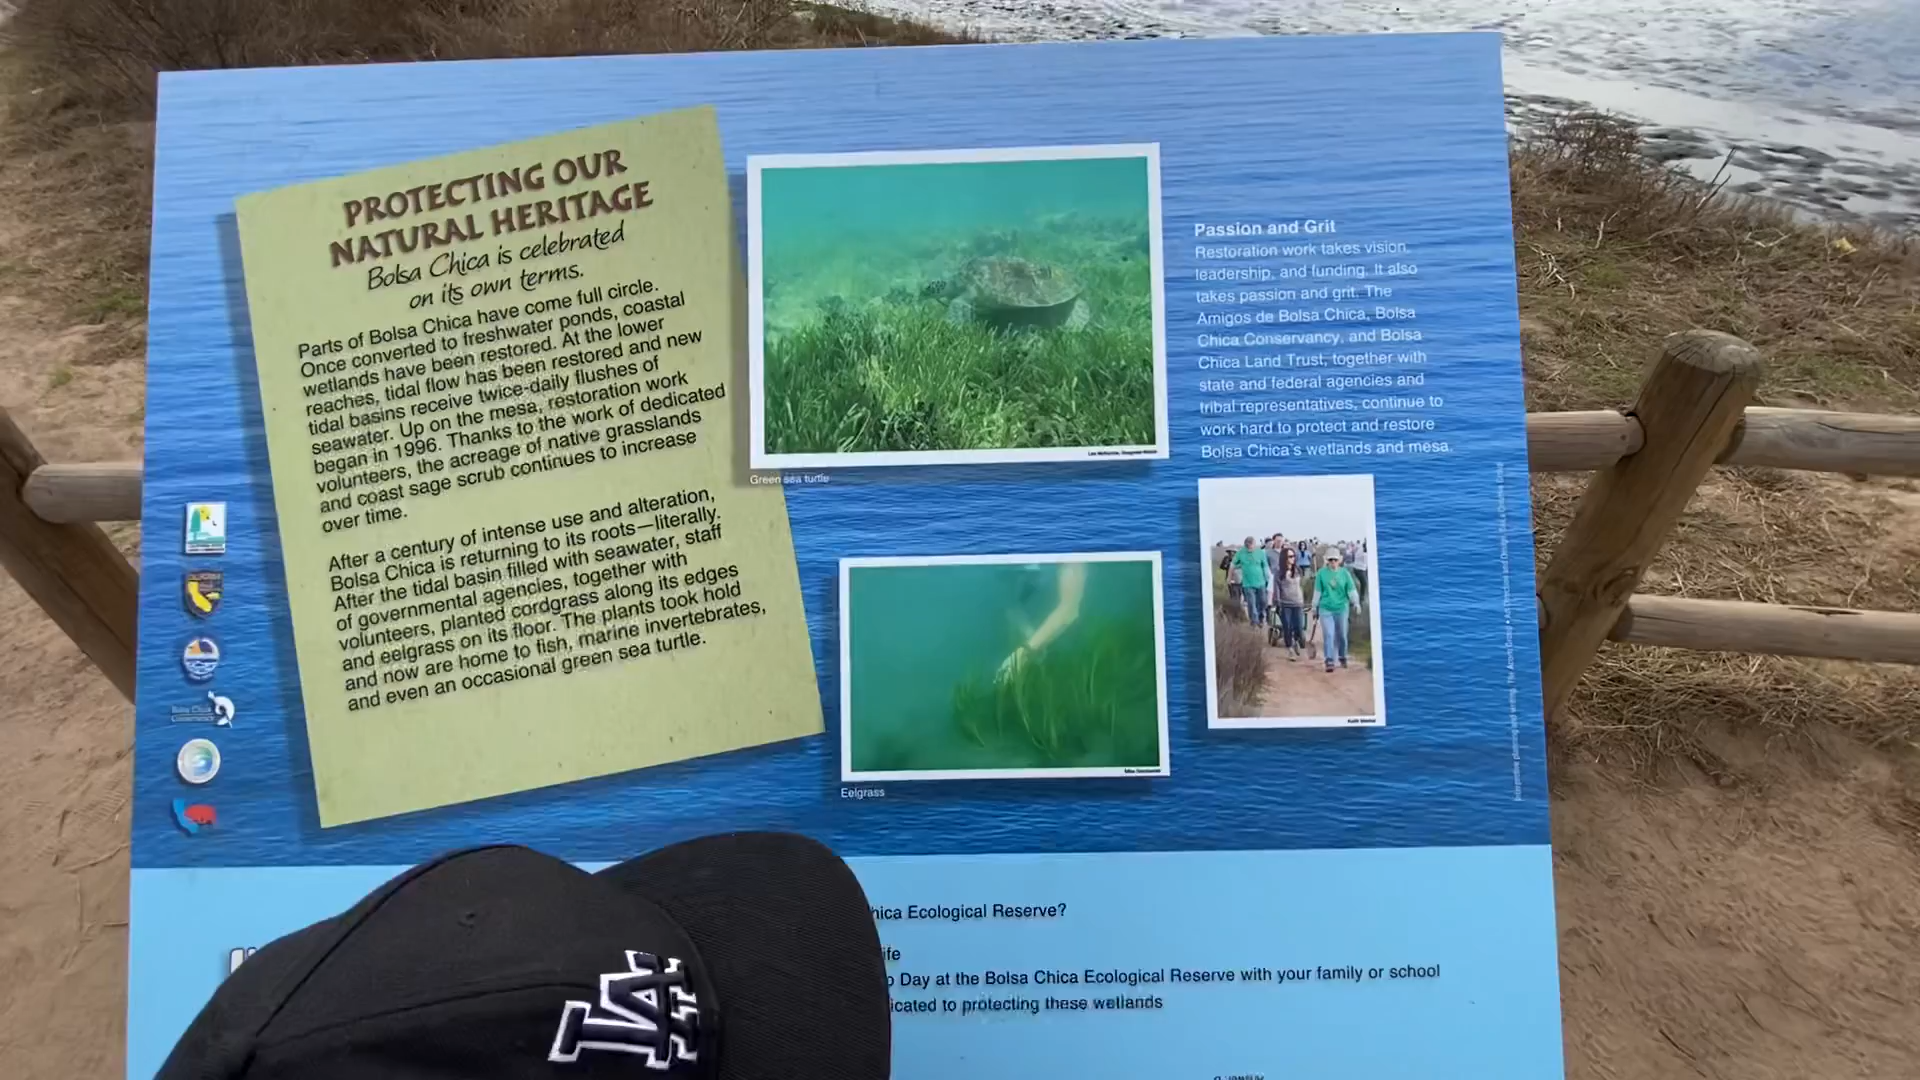 PROTECTING OUR
NATURAL HERITAGE
Bolsa Chica is celebrated
on its own terms.
Parts of Bolsa Chica have come full circle.
Once converted to freshwater ponds, coastal
wetlands have been restored. At the lower
reaches, tidal flow has been restored and new
tidal basins receive twice-daily flushes of
seawater. Up on the mesa, restoration work
began in 1996. Thanks to the work of dedicated
volunteers, the acreage of native grasslands
and coast sage scrub continues to increase
over time.
After a century of intense use and alteration,
Bolsa Chica is returning to its roots—literally.
After the tidal basin filled with seawater, staff
of governmental agencies, together with
volunteers, planted cordgrass along its edges
and eelgrass on its floor. The plants took hold
and now are home to fish, marine invertebrates,
and even an occasional green sea turtle.
Green sea turtle
Eelgrass
Passion and Grit
Restoration work takes vision,
leadership, and funding. It also
takes passion and grit. The
Amigos de Bolsa Chica, Bolsa
Chica Conservancy, and Bolsa
Chica Land Trust, together with
state and federal agencies and
tribal representatives, continue to
work hard to protect and restore
Bolsa Chica's wetlands and mesa.
Bolsa Chica
Conservancy
hica Ecological Reserve?
ife
Day at the Bolsa Chica Ecological Reserve with your family or school
icated to protecting these wetlands
LA